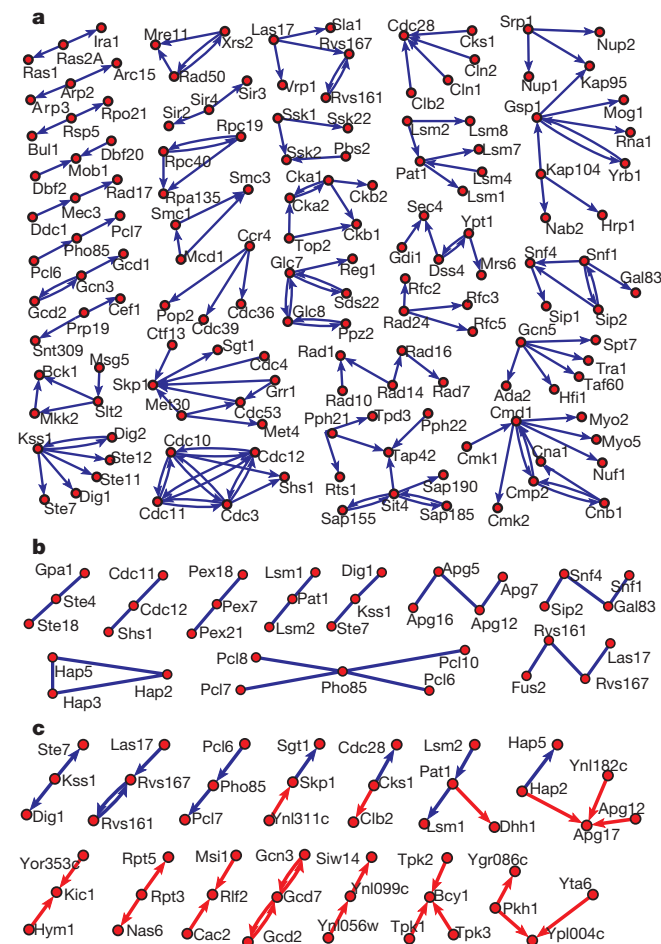 a
Ira1
Ras1 Ras2A
Arc15
Arp3 Arp2
Rpo21
Bul1 Rsp5
Dbf20
Dbf2 Mob1
Rad17
Ddc1 Mec3
Pcl7
Pcl6 Pho85
Gcd1
Gcd2 Gcn3
Cef1
Snt309 Prp19
Mre11 Xrs2
Rad50
Sir3
Sir2 Sir4
Rpc19
Rpc40
Rpa135
Smc3
Smc1
Mcd1
Ccr4
Pop2 Cdc39 Cdc36
Las17 Sla1
Rvs167
Vrp1
Rvs161
Ssk1 Ssk22
Ssk2 Pbs2
Cka1
Ckb2
Cka2
Top2 Ckb1
Glc7 Reg1
Sds22
Glc8 Ppz2
Cdc28 Cks1
Cln2
Cln1
Clb2
Lsm2 Lsm8
Lsm7
Pat1 Lsm4
Lsm1
Sec4 Ypt1
Gdi1 Dss4 Mrs6
Rfc2
Rfc3
Rad24 Rfc5
Srp1 Nup2
Nup1 Kap95
Gsp1 Mog1
Rna1
Yrb1
Kap104
Nab2 Hrp1
Snf4 Snf1
Gal83
Sip1 Sip2
Bck1 Msg5
Mkk2 Slt2
Ctf13
Sgt1
Cdc4
Skp1
Grr1
Met30 Cdc53
Met4
Rad1 Rad16
Rad10 Rad14 Rad7
Gcn5 Spt7
Tra1
Taf60
Ada2 Hfi1
Kss1 Dig2
Ste12
Ste11
Dig1
Ste7
Cdc10 Cdc12
Shs1
Cdc11 Cdc3
Pph21 Tpd3 Pph22
Tap42
Rts1
Sap190
Sit4
Sap155 Sap185
Cmd1 Myo2
Myo5
Cmk1 Cna1 Nuf1
Cmp2
Cmk2 Cnb1
b
Gpa1 Cdc11 Pex18 Lsm1 Dig1 Apg5 Snf4
Ste4 Cdc12 Pex7 Pat1 Kss1 Apg7 Snf1
Ste18 Shs1 Pex21 Lsm2 Ste7 Apg16 Apg12 Sip2 Gal83
Hap5 Pcl8 Pcl10 Rvs161 Las17
Hap3 Hap2 Pcl7 Pho85 Pcl6 Fus2 Rvs167
c
Ste7 Las17 Pcl6 Sgt1 Cdc28 Lsm2 Hap5
Kss1 Rvs167 Pho85 Skp1 Cks1 Pat1 Hap2 Ynl182c
Apg12
Dig1 Rvs161 Pcl7 Ynl311c Clb2 Lsm1 Dhh1 Apg17
Yor353c Rpt5 Msi1 Gcn3 Siw14 Tpk2 Ygr086c Yta6
Kic1 Rpt3 Rlf2 Gcd7 Ynl099c Bcy1 Pkh1
Hym1 Nas6 Cac2 Gcd2 Ynl056w Tpk1 Tpk3 Ypl004c